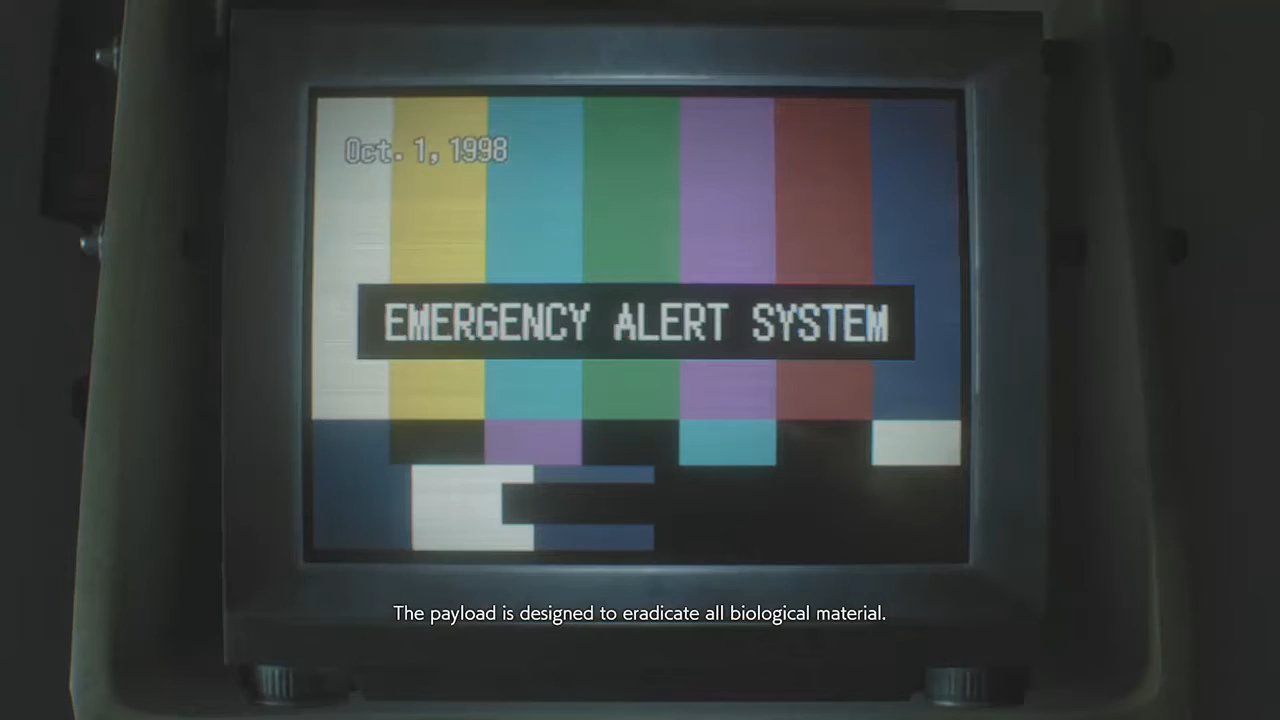 Oct. 1, 1998
EMERGENCY ALERT SYSTEM
The payload is designed to eradicate all biological material.